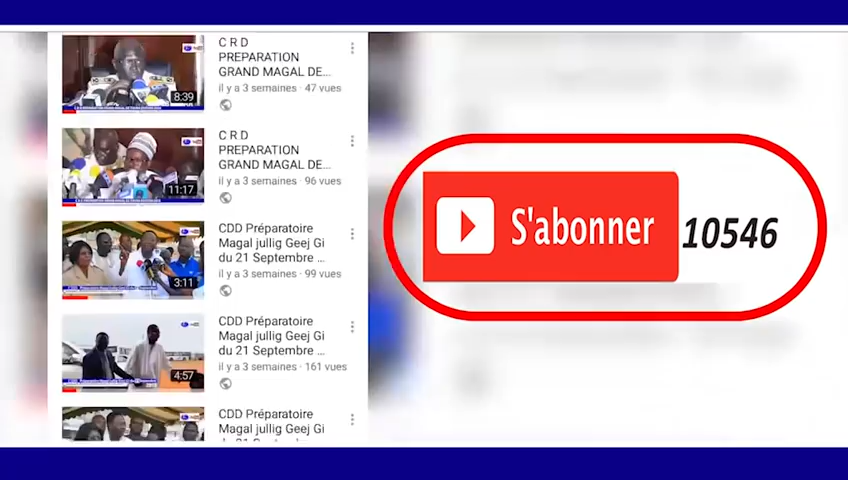 C R D
PREPARATION
GRAND MAGAL DE...
il y a 3 semaines · 47 vues
8:39
C R D
PREPARATION
GRAND MAGAL DE...
il y a 3 semaines · 96 vues
11:17
CDD Préparatoire
Magal jullig Geej Gi
du 21 Septembre ...
il y a 3 semaines · 99 vues
3:11
CDD Préparatoire
Magal jullig Geej Gi
du 21 Septembre ...
il y a 3 semaines · 161 vues
4:57
CDD Préparatoire
Magal jullig Geej Gi
S'abonner
10546